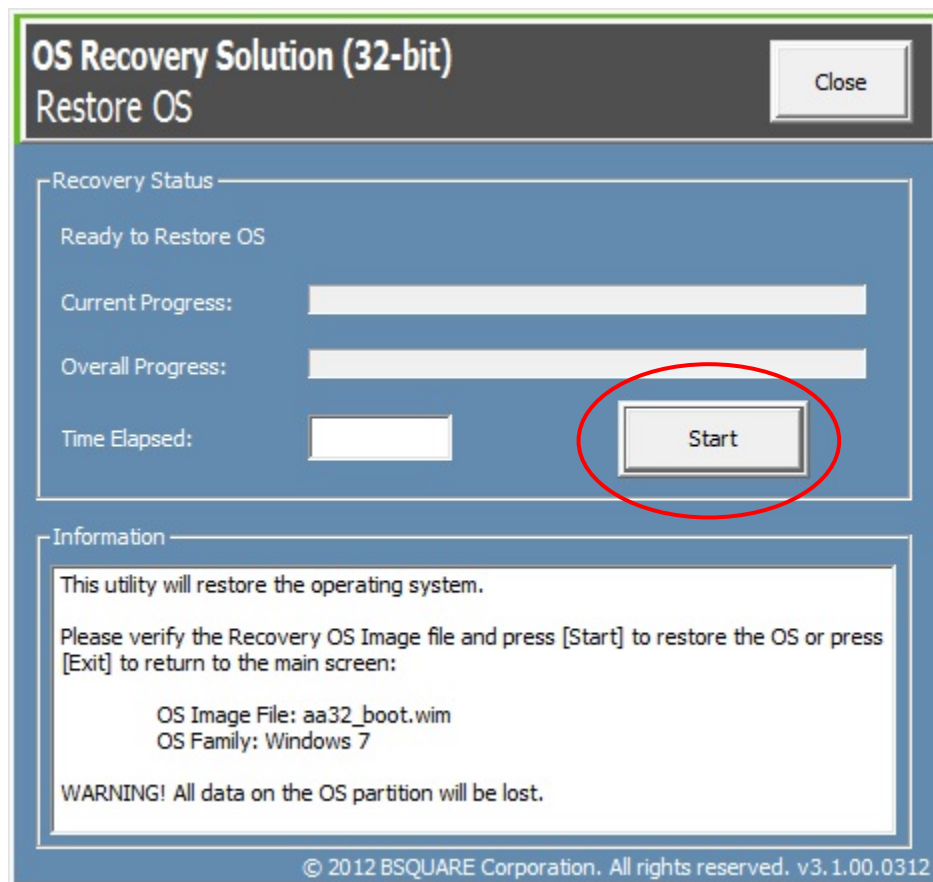 OS Recovery Solution (32-bit)
Restore OS
Close
Recovery Status
Ready to Restore OS
Current Progress:
Overall Progress:
Time Elapsed:
Start
Information
This utility will restore the operating system.
Please verify the Recovery OS Image file and press [Start] to restore the OS or press
[Exit] to return to the main screen:
OS Image File: aa32_boot.wim
OS Family: Windows 7
WARNING! All data on the OS partition will be lost.
© 2012 BSQUARE Corporation. All rights reserved. v3.1.00.0312